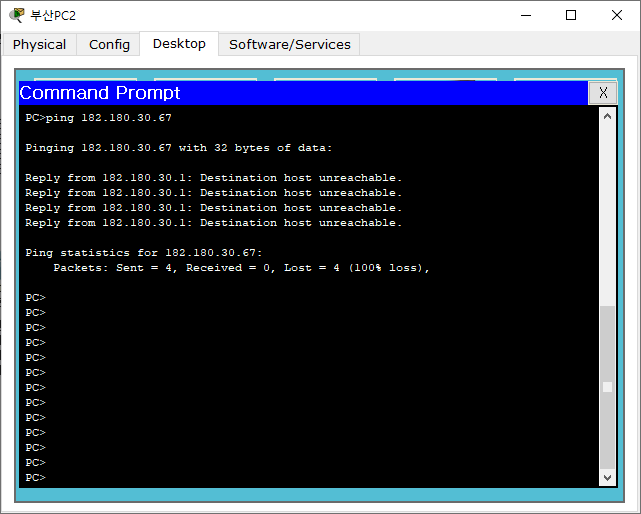 부산PC2
Physical Config Desktop Software/Services
Command Prompt X
PC>ping 182.180.30.67
Pinging 182.180.30.67 with 32 bytes of data:
Reply from 182.180.30.1: Destination host unreachable.
Reply from 182.180.30.1: Destination host unreachable.
Reply from 182.180.30.1: Destination host unreachable.
Reply from 182.180.30.1: Destination host unreachable.
Ping statistics for 182.180.30.67:
Packets: Sent = 4, Received = 0, Lost = 4 (100% loss),
PC>
PC>
PC>
PC>
PC>
PC>
PC>
PC>
PC>
PC>
PC>
PC>
PC>